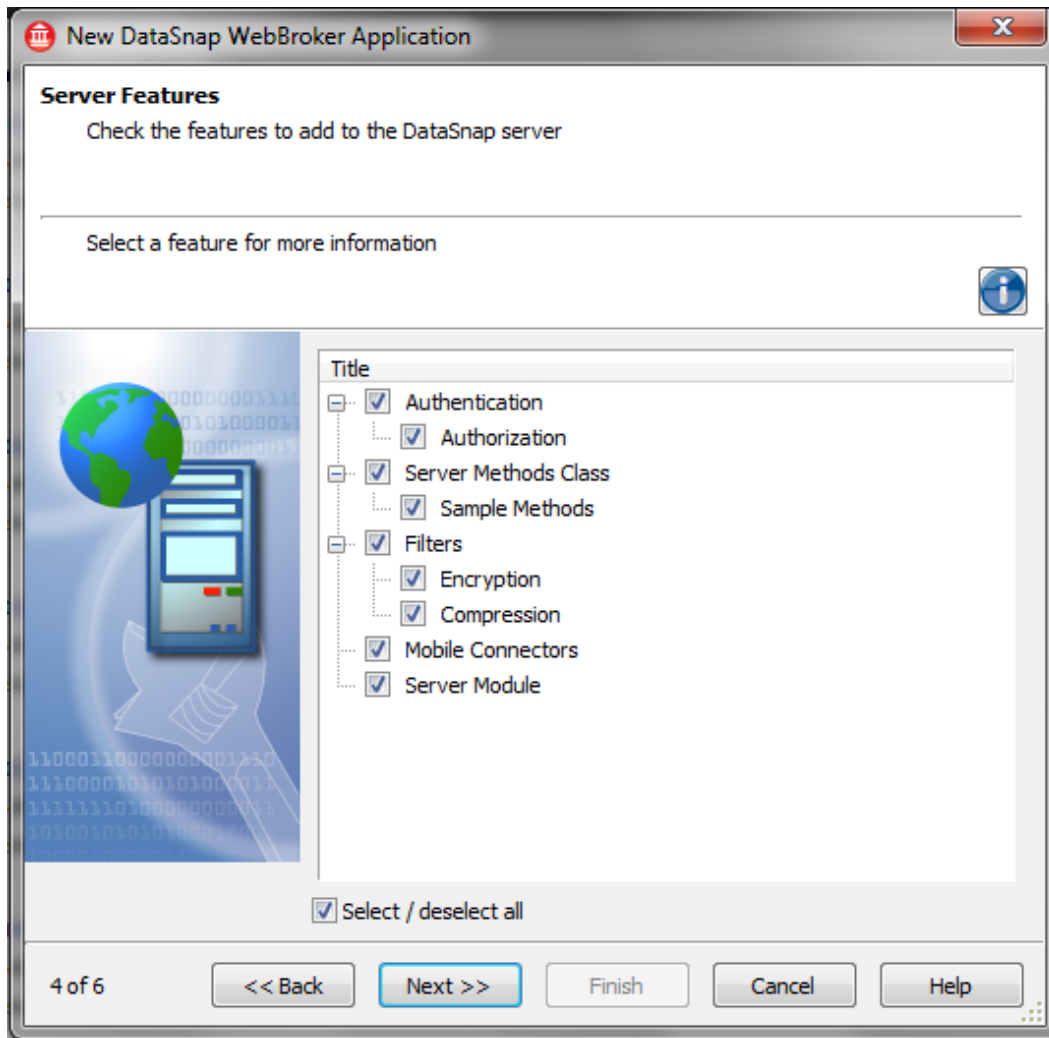 New DataSnap WebBroker Application
Server Features
Check the features to add to the DataSnap server
Select a feature for more information
Title
Authentication
Authorization
Server Methods Class
Sample Methods
Filters
Encryption
Compression
Mobile Connectors
Server Module
Select / deselect all
4 of 6
<< Back
Next >>
Finish
Cancel
Help